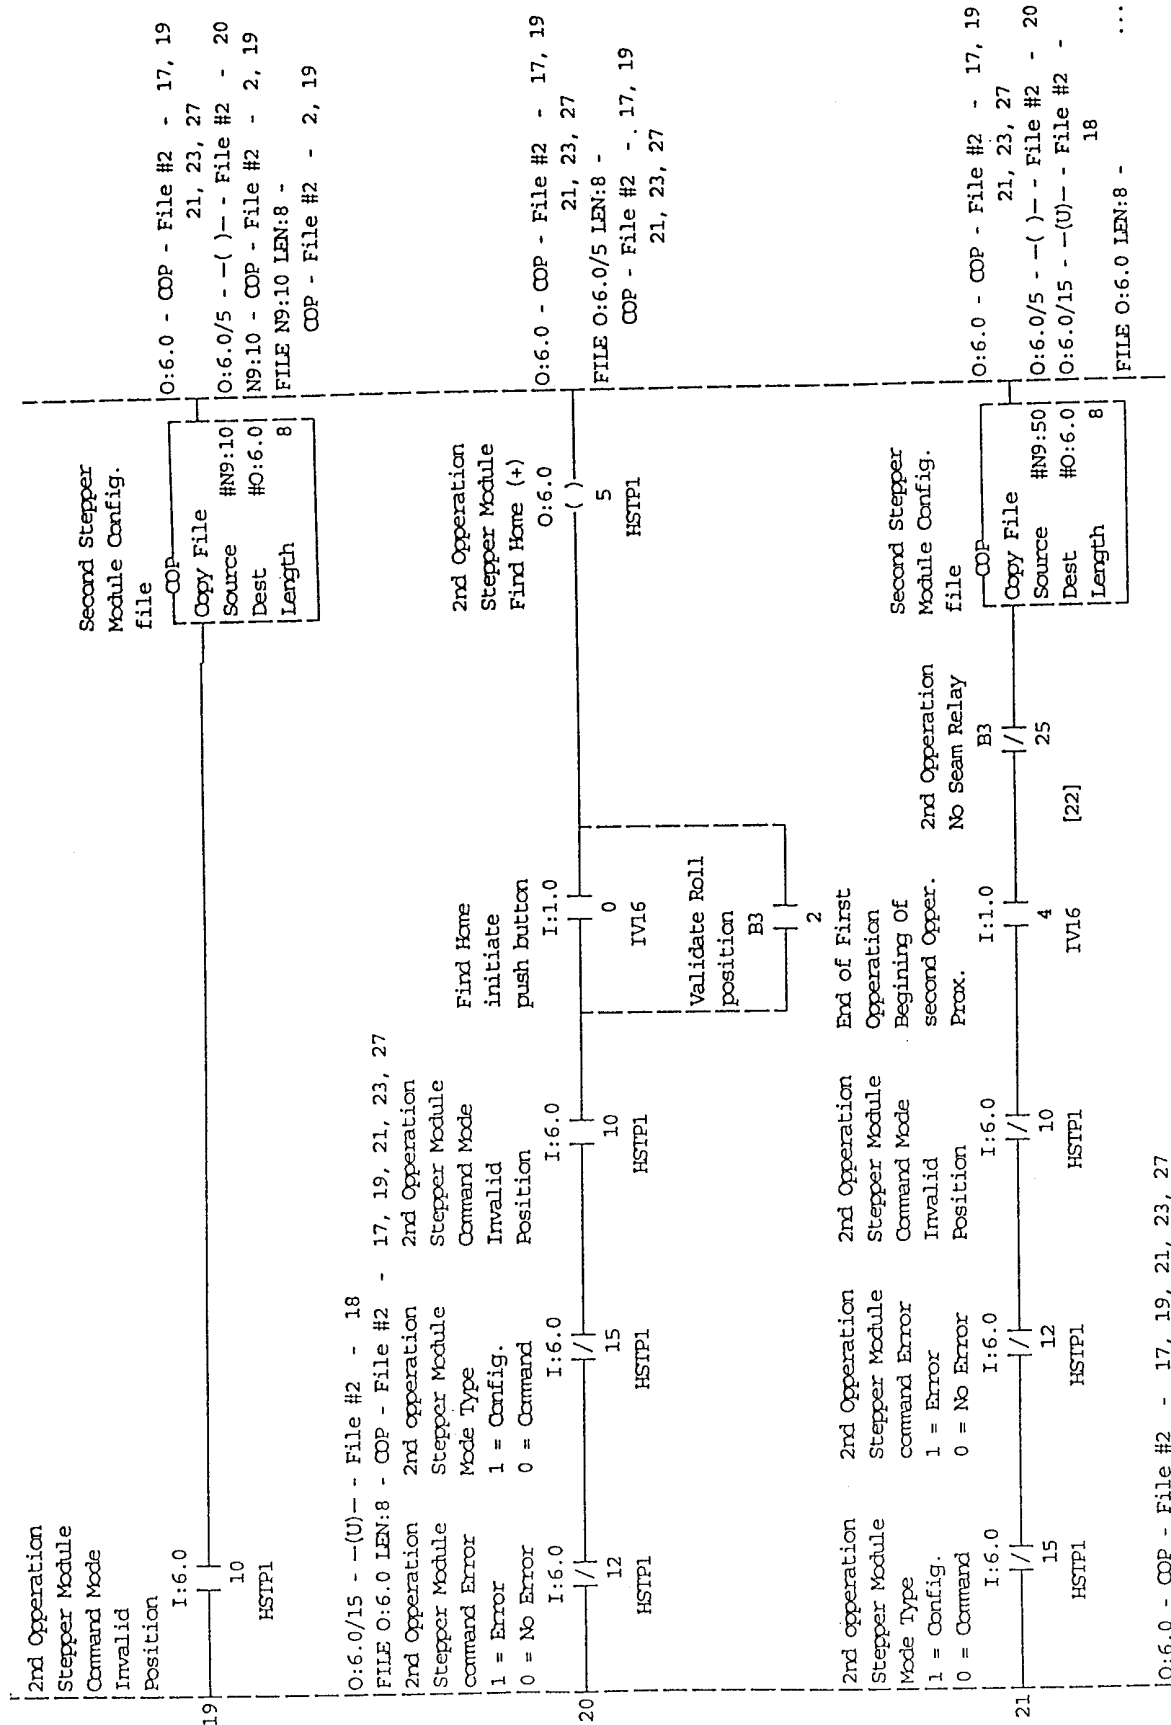 |2nd Opperation
|Stepper Module
|Command Mode
|Invalid
|Position
I:6.0
19
10
HSTP1
Second Stepper
Module Config.
file
COP
Copy File
Source #N9:10
Dest #O:6.0
Length 8
|O:6.0 - COP - File #2 - 17, 19
21, 23, 27
|O:6.0/5 - —( )— - File #2 - 20
|N9:10 - COP - File #2 - 2, 19
|FILE N9:10 LEN:8 -
COP - File #2 - 2, 19
|O:6.0/15 - —(U)— - File #2 - 18
|FILE O:6.0 LEN:8 - COP - File #2 - 17, 19, 21, 23, 27
|2nd Opperation
|Stepper Module
|command Error
|1 = Error
|0 = No Error
I:6.0
20
12
HSTP1
2nd opperation
Stepper Module
Mode Type
1 = Config.
0 = Command
I:6.0
15
HSTP1
2nd Opperation
Stepper Module
Command Mode
Invalid
Position
I:6.0
10
HSTP1
Find Home
initiate
push button
I:1.0
0
IV16
Validate Roll
position
B3
2
2nd Opperation
Stepper Module
Find Home (+)
O:6.0
( )
5
HSTP1
|O:6.0 - COP - File #2 - 17, 19
21, 23, 27
|FILE O:6.0/5 LEN:8 -
COP - File #2 -. 17, 19
21, 23, 27
|2nd opperation
|Stepper Module
|Mode Type
|1 = Config.
|0 = Command
I:6.0
21
15
HSTP1
2nd Opperation
Stepper Module
command Error
1 = Error
0 = No Error
I:6.0
12
HSTP1
2nd Opperation
Stepper Module
Command Mode
Invalid
Position
I:6.0
10
HSTP1
End of First
Opperation
Begining Of
second Opper.
Prox.
I:1.0
4
IV16
2nd Opperation
No Seam Relay
B3
25
[22]
Second Stepper
Module Config.
file
COP
Copy File
Source #N9:50
Dest #O:6.0
Length 8
|O:6.0 - COP - File #2 - 17, 19
21, 23, 27
|O:6.0/5 - —( )— - File #2 - 20
|O:6.0/15 - —(U)— - File #2 -
18
|FILE O:6.0 LEN:8 - ...
|O:6.0 - COP - File #2 - 17, 19, 21, 23, 27